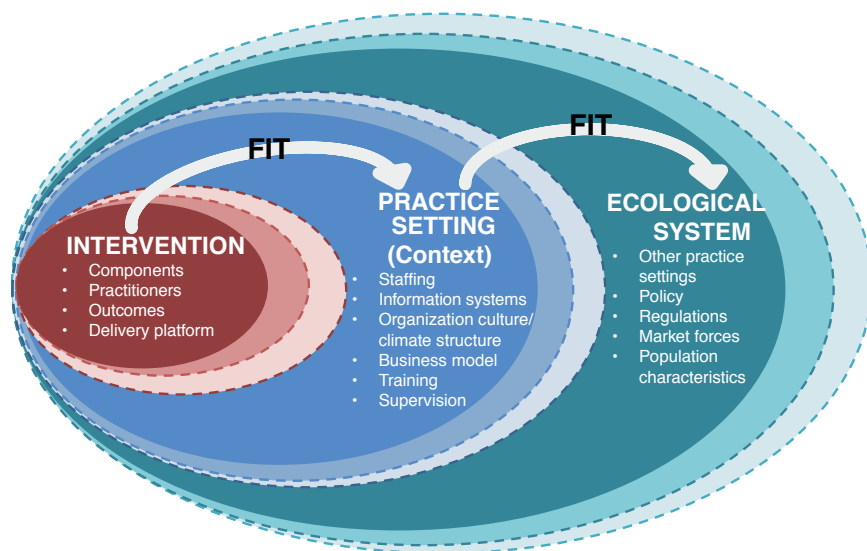 FIT
FIT
INTERVENTION
• Components
• Practitioners
• Outcomes
• Delivery platform
PRACTICE
SETTING
(Context)
• Staffing
• Information systems
• Organization culture/
climate structure
• Business model
• Training
• Supervision
ECOLOGICAL
SYSTEM
• Other practice
settings
• Policy
• Regulations
• Market forces
• Population
characteristics